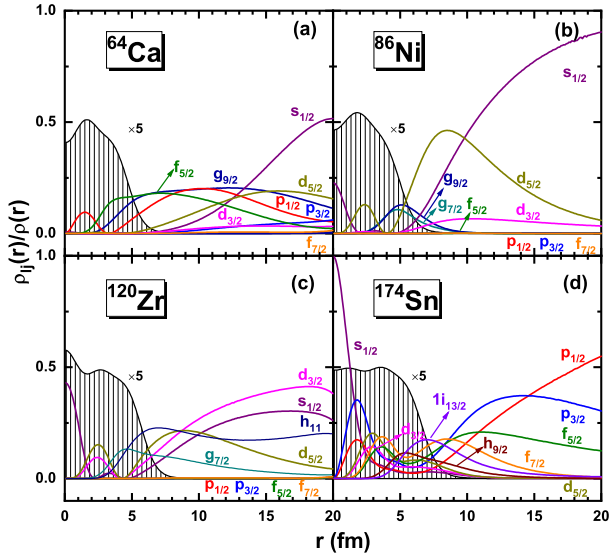 ρij(r)/ρ(r)
1.0
0.5
0.0
64Ca
(a)
×5
s1/2
f5/2
g9/2
d5/2
p1/2
p3/2
d3/2
f7/2
86Ni
(b)
×5
s1/2
d5/2
g9/2
g7/2
f5/2
d3/2
p1/2 p3/2 f7/2
0.5
0.0
120Zr
(c)
×5
d3/2
s1/2
h11
d5/2
g7/2
p1/2 p3/2 f5/2 f7/2
0 5 10 15
174Sn
(d)
×5
s1/2
p1/2
1i13/2
p3/2
d3/2
f5/2
h9/2
f7/2
d5/2
0 5 10 15 20
r (fm)